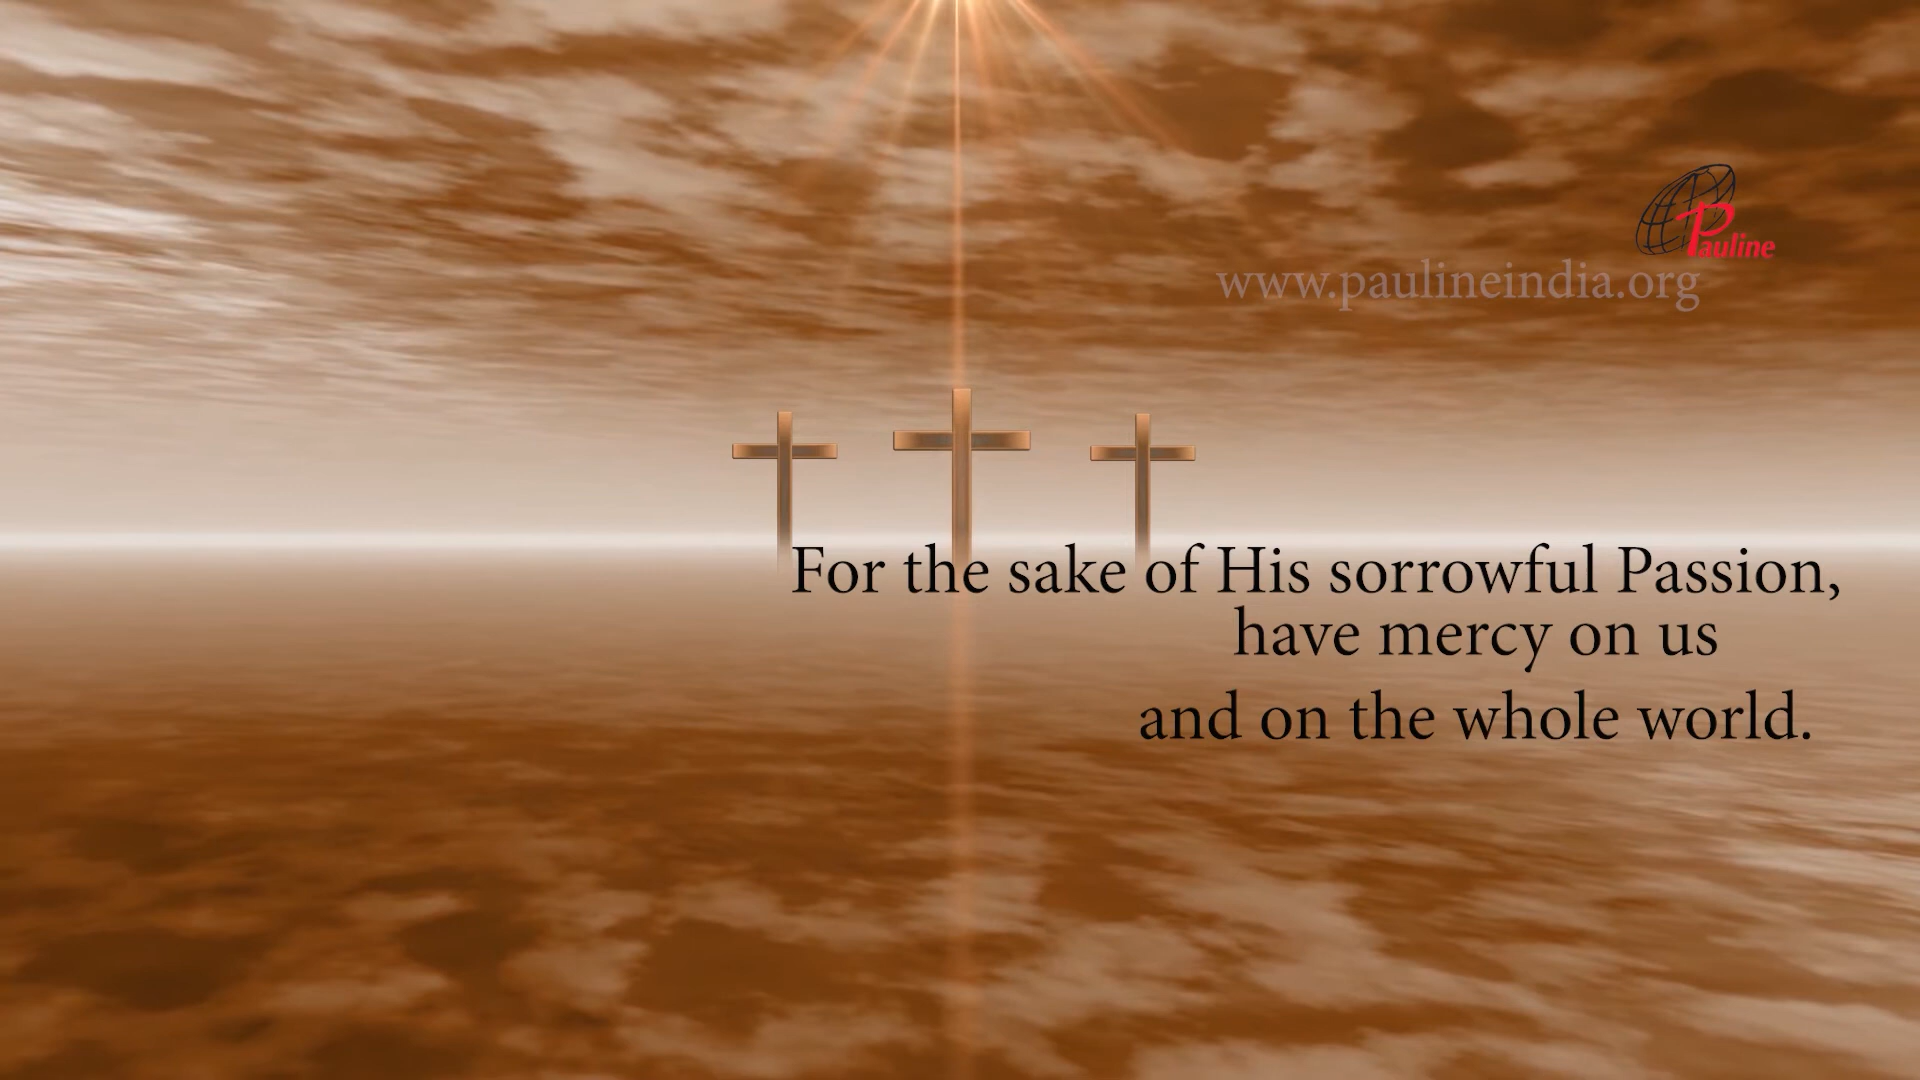 Pauline
www.paulineindia.org
For the sake of His sorrowful Passion,
have mercy on us
and on the whole world.